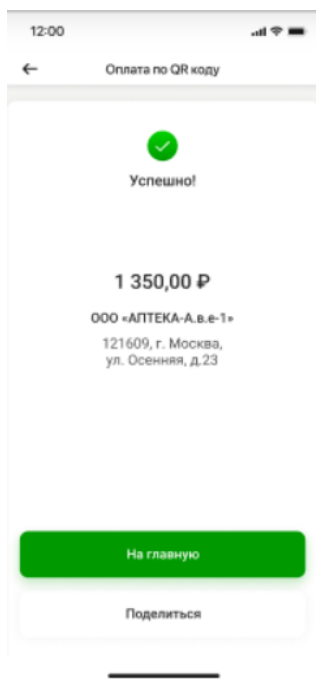 12:00
Оплата по QR коду
Успешно!
1 350,00 ₽
ООО «АПТЕКА-А.в.е-1»
121609, г. Москва,
ул. Осенняя, д.23
На главную
Поделиться